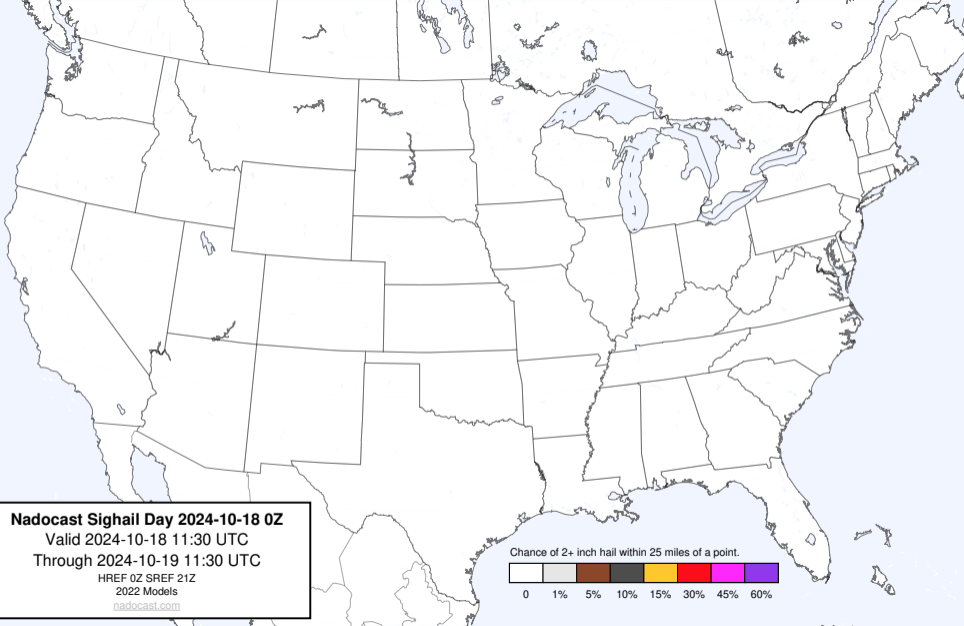 Nadocast Sighail Day 2024-10-18 0Z
Valid 2024-10-18 11:30 UTC
Through 2024-10-19 11:30 UTC
HREF 0Z SREF 21Z
2022 Models
nadocast.com
Chance of 2+ inch hail within 25 miles of a point.
0 1% 5% 10% 15% 30% 45% 60%